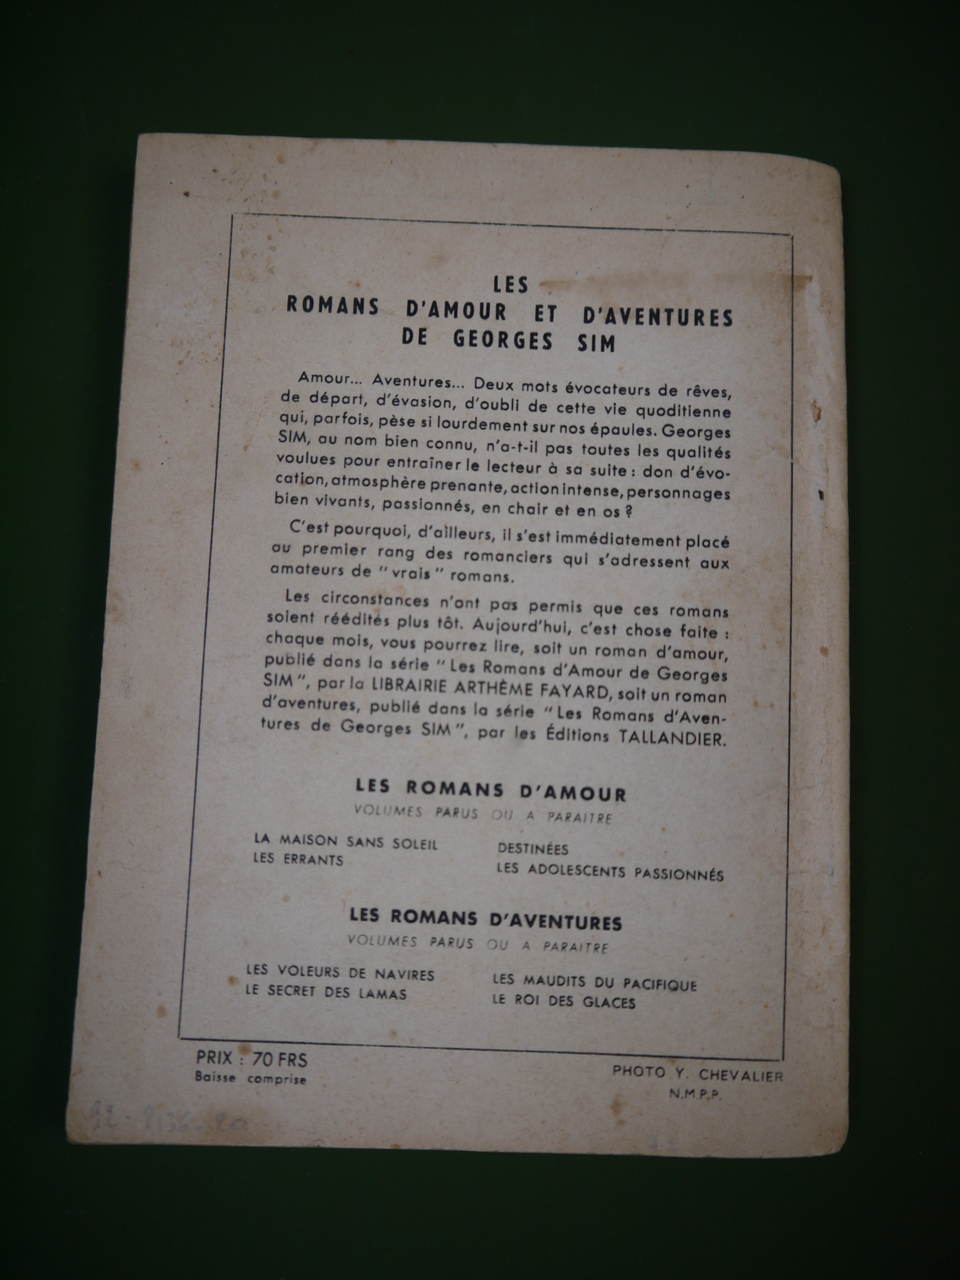 LES
ROMANS D'AMOUR ET D'AVENTURES
DE GEORGES SIM
Amour... Aventures... Deux mots évocateurs de rêves,
de départ, d'évasion, d'oubli de cette vie quoditienne
qui, parfois, pèse si lourdement sur nos épaules. Georges
SIM, au nom bien connu, n'a-t-il pas toutes les qualités
voulues pour entraîner le lecteur à sa suite : don d'évo-
cation, atmosphère prenante, action intense, personnages
bien vivants, passionnés, en chair et en os ?
C'est pourquoi, d'ailleurs, il s'est immédiatement placé
au premier rang des romanciers qui s'adressent aux
amateurs de "vrais" romans.
Les circonstances n'ont pas permis que ces romans
soient réédités plus tôt. Aujourd'hui, c'est chose faite :
chaque mois, vous pourrez lire, soit un roman d'amour,
publié dans la série "Les Romans d'Amour de Georges
SIM", par la LIBRAIRIE ARTHÈME FAYARD, soit un roman
d'aventures, publié dans la série "Les Romans d'Aven-
tures de Georges SIM", par les Éditions TALLANDIER.
LES ROMANS D'AMOUR
VOLUMES PARUS OU A PARAITRE
LA MAISON SANS SOLEIL
LES ERRANTS
DESTINÉES
LES ADOLESCENTS PASSIONNÉS
LES ROMANS D'AVENTURES
VOLUMES PARUS OU A PARAITRE
LES VOLEURS DE NAVIRES
LE SECRET DES LAMAS
LES MAUDITS DU PACIFIQUE
LE ROI DES GLACES
PRIX : 70 FRS
Baisse comprise
PHOTO Y. CHEVALIER
N.M.P.P.